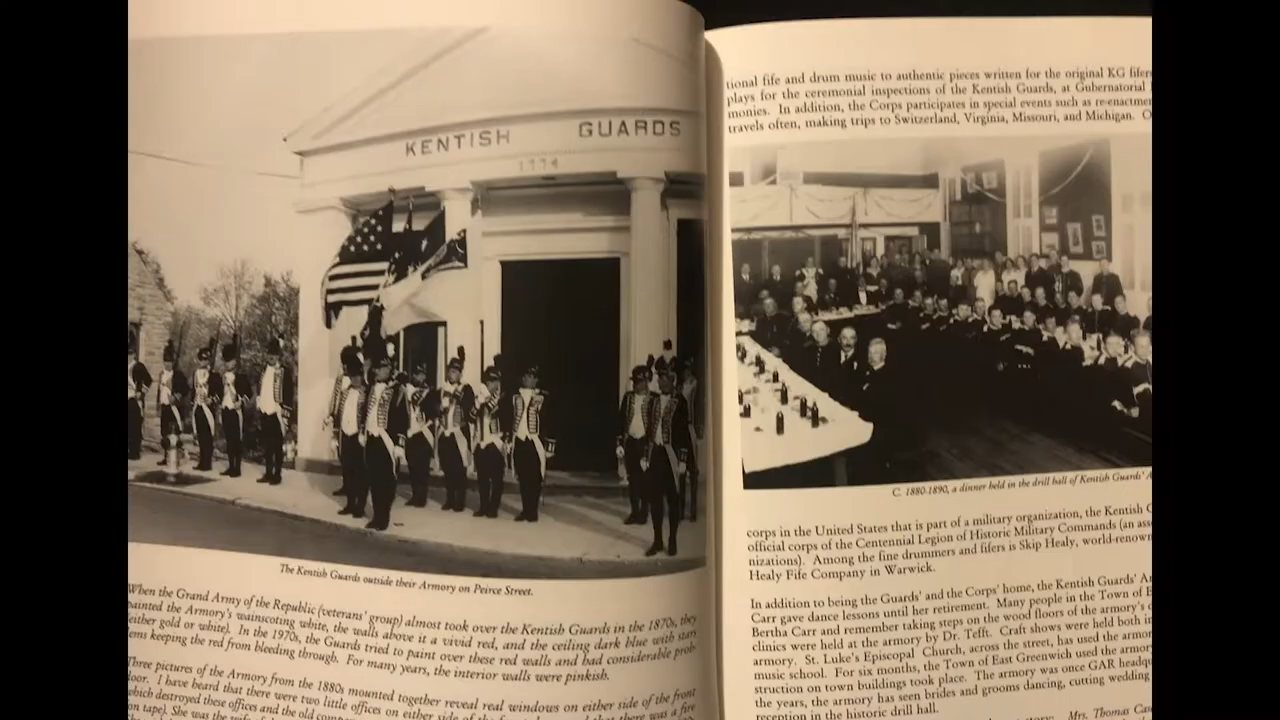 KENTISH GUARDS
1774
The Kentish Guards outside their Armory on Peirce Street.
When the Grand Army of the Republic (veterans' group) almost took over the Kentish Guards in the 1870s, they
painted the Armory's wainscoting white, the walls above it a vivid red, and the ceiling dark blue with stars
(either gold or white). In the 1970s, the Guards tried to paint over these red walls and had considerable prob-
lems keeping the red from bleeding through. For many years, the interior walls were pinkish.
Three pictures of the Armory from the 1880s mounted together reveal real windows on either side of the front
door. I have heard that there were two little offices on either side of the front
which destroyed these offices and the old
on tape). She was the
that there was a fire
tional fife and drum music to authentic pieces written for the original KG fifer
plays for the ceremonial inspections of the Kentish Guards, at Gubernatorial
monies. In addition, the Corps participates in special events such as re-enactmen
travels often, making trips to Switzerland, Virginia, Missouri, and Michigan. O
C. 1880-1890, a dinner held in the drill hall of Kentish Guards' A
corps in the United States that is part of a military organization, the Kentish G
official corps of the Centennial Legion of Historic Military Commands (an ass
nizations). Among the fine drummers and fifers is Skip Healy, world-renown
Healy Fife Company in Warwick.
In addition to being the Guards' and the Corps' home, the Kentish Guards' Ar
Carr gave dance lessons until her retirement. Many people in the Town of E
Bertha Carr and remember taking steps on the wood floors of the armory's d
clinics were held at the armory by Dr. Tefft. Craft shows were held both in
armory. St. Luke's Episcopal Church, across the street, has used the armor
music school. For six months, the Town of East Greenwich used the armor
struction on town buildings took place. The armory was once GAR headqu
the years, the armory has seen brides and grooms dancing, cutting wedding
reception in the historic drill hall.
Mrs. Thomas Cas